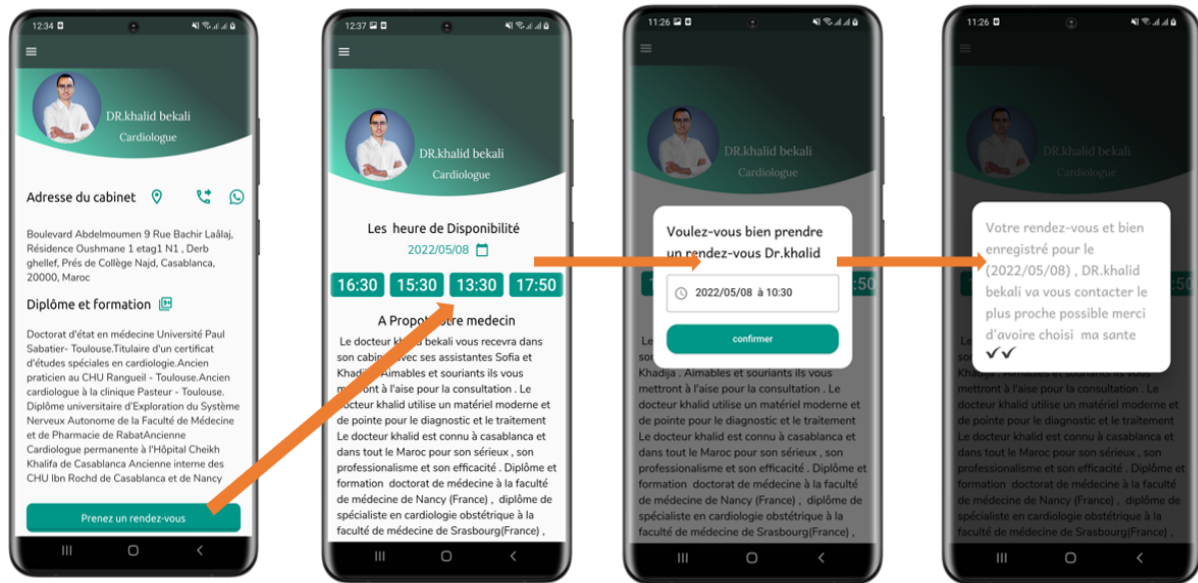 12:34
DR.khalid bekali
Cardiologue
Adresse du cabinet
Boulevard Abdelmoumen 9 Rue Bachir Laâlaj,
Résidence Oushmane 1 etag1 N1 , Derb
ghellef, Prés de Collège Najd, Casablanca,
20000, Maroc
Diplôme et formation
Doctorat d'état en médecine Université Paul
Sabatier- Toulouse.Titulaire d'un certificat
d'études spéciales en cardiologie.Ancien
praticien au CHU Rangueil - Toulouse.Ancien
cardiologue à la clinique Pasteur - Toulouse.
Diplôme universitaire d'Exploration du Système
Nerveux Autonome de la Faculté de Médecine
et de Pharmacie de RabatAncienne
Cardiologue permanente à l'Hôpital Cheikh
Khalifa de Casablanca Ancienne interne des
CHU Ibn Rochd de Casablanca et de Nancy
Prenez un rendez-vous
12:37
DR.khalid bekali
Cardiologue
Les heure de Disponibilité
2022/05/08
16:30 15:30 13:30 17:50
A Propot medecin
Le docteur bekali vous recevra dans
son cabinet avec ses assistantes Sofia et
Khadija . Aimables et souriants ils vous
mettront à l'aise pour la consultation . Le
docteur khalid utilise un matériel moderne et
de pointe pour le diagnostic et le traitement
Le docteur khalid est connu à casablanca et
dans tout le Maroc pour son sérieux , son
professionalisme et son efficacité . Diplôme et
formation doctorat de médecine à la faculté
de médecine de Nancy (France) , diplôme de
spécialiste en cardiologie obstétrique à la
faculté de médecine de Srasbourg(France) ,
11:26
DR.khalid bekali
Cardiologue
Voulez-vous bien prendre
un rendez-vous Dr.khalid
2022/05/08 à 10:30
confirmer
:50
Le
son
Khadija . Aimables et souriants ils vous
mettront à l'aise pour la consultation . Le
docteur khalid utilise un matériel moderne et
de pointe pour le diagnostic et le traitement
Le docteur khalid est connu à casablanca et
dans tout le Maroc pour son sérieux , son
professionalisme et son efficacité . Diplôme et
formation doctorat de médecine à la faculté
de médecine de Nancy (France) , diplôme de
spécialiste en cardiologie obstétrique à la
faculté de médecine de Srasbourg(France) ,
11:26
DR.khalid bekali
Cardiologue
Votre rendez-vous et bien
enregistré pour le
(2022/05/08) , DR.khalid
bekali va vous contacter le
plus proche possible merci
d'avoire choisi ma sante
:50
mettront à l'aise pour la consultation . Le
docteur khalid utilise un matériel moderne et
de pointe pour le diagnostic et le traitement
Le docteur khalid est connu à casablanca et
dans tout le Maroc pour son sérieux , son
professionalisme et son efficacité . Diplôme et
formation doctorat de médecine à la faculté
de médecine de Nancy (France) , diplôme de
spécialiste en cardiologie obstétrique à la
faculté de médecine de Srasbourg(France) ,